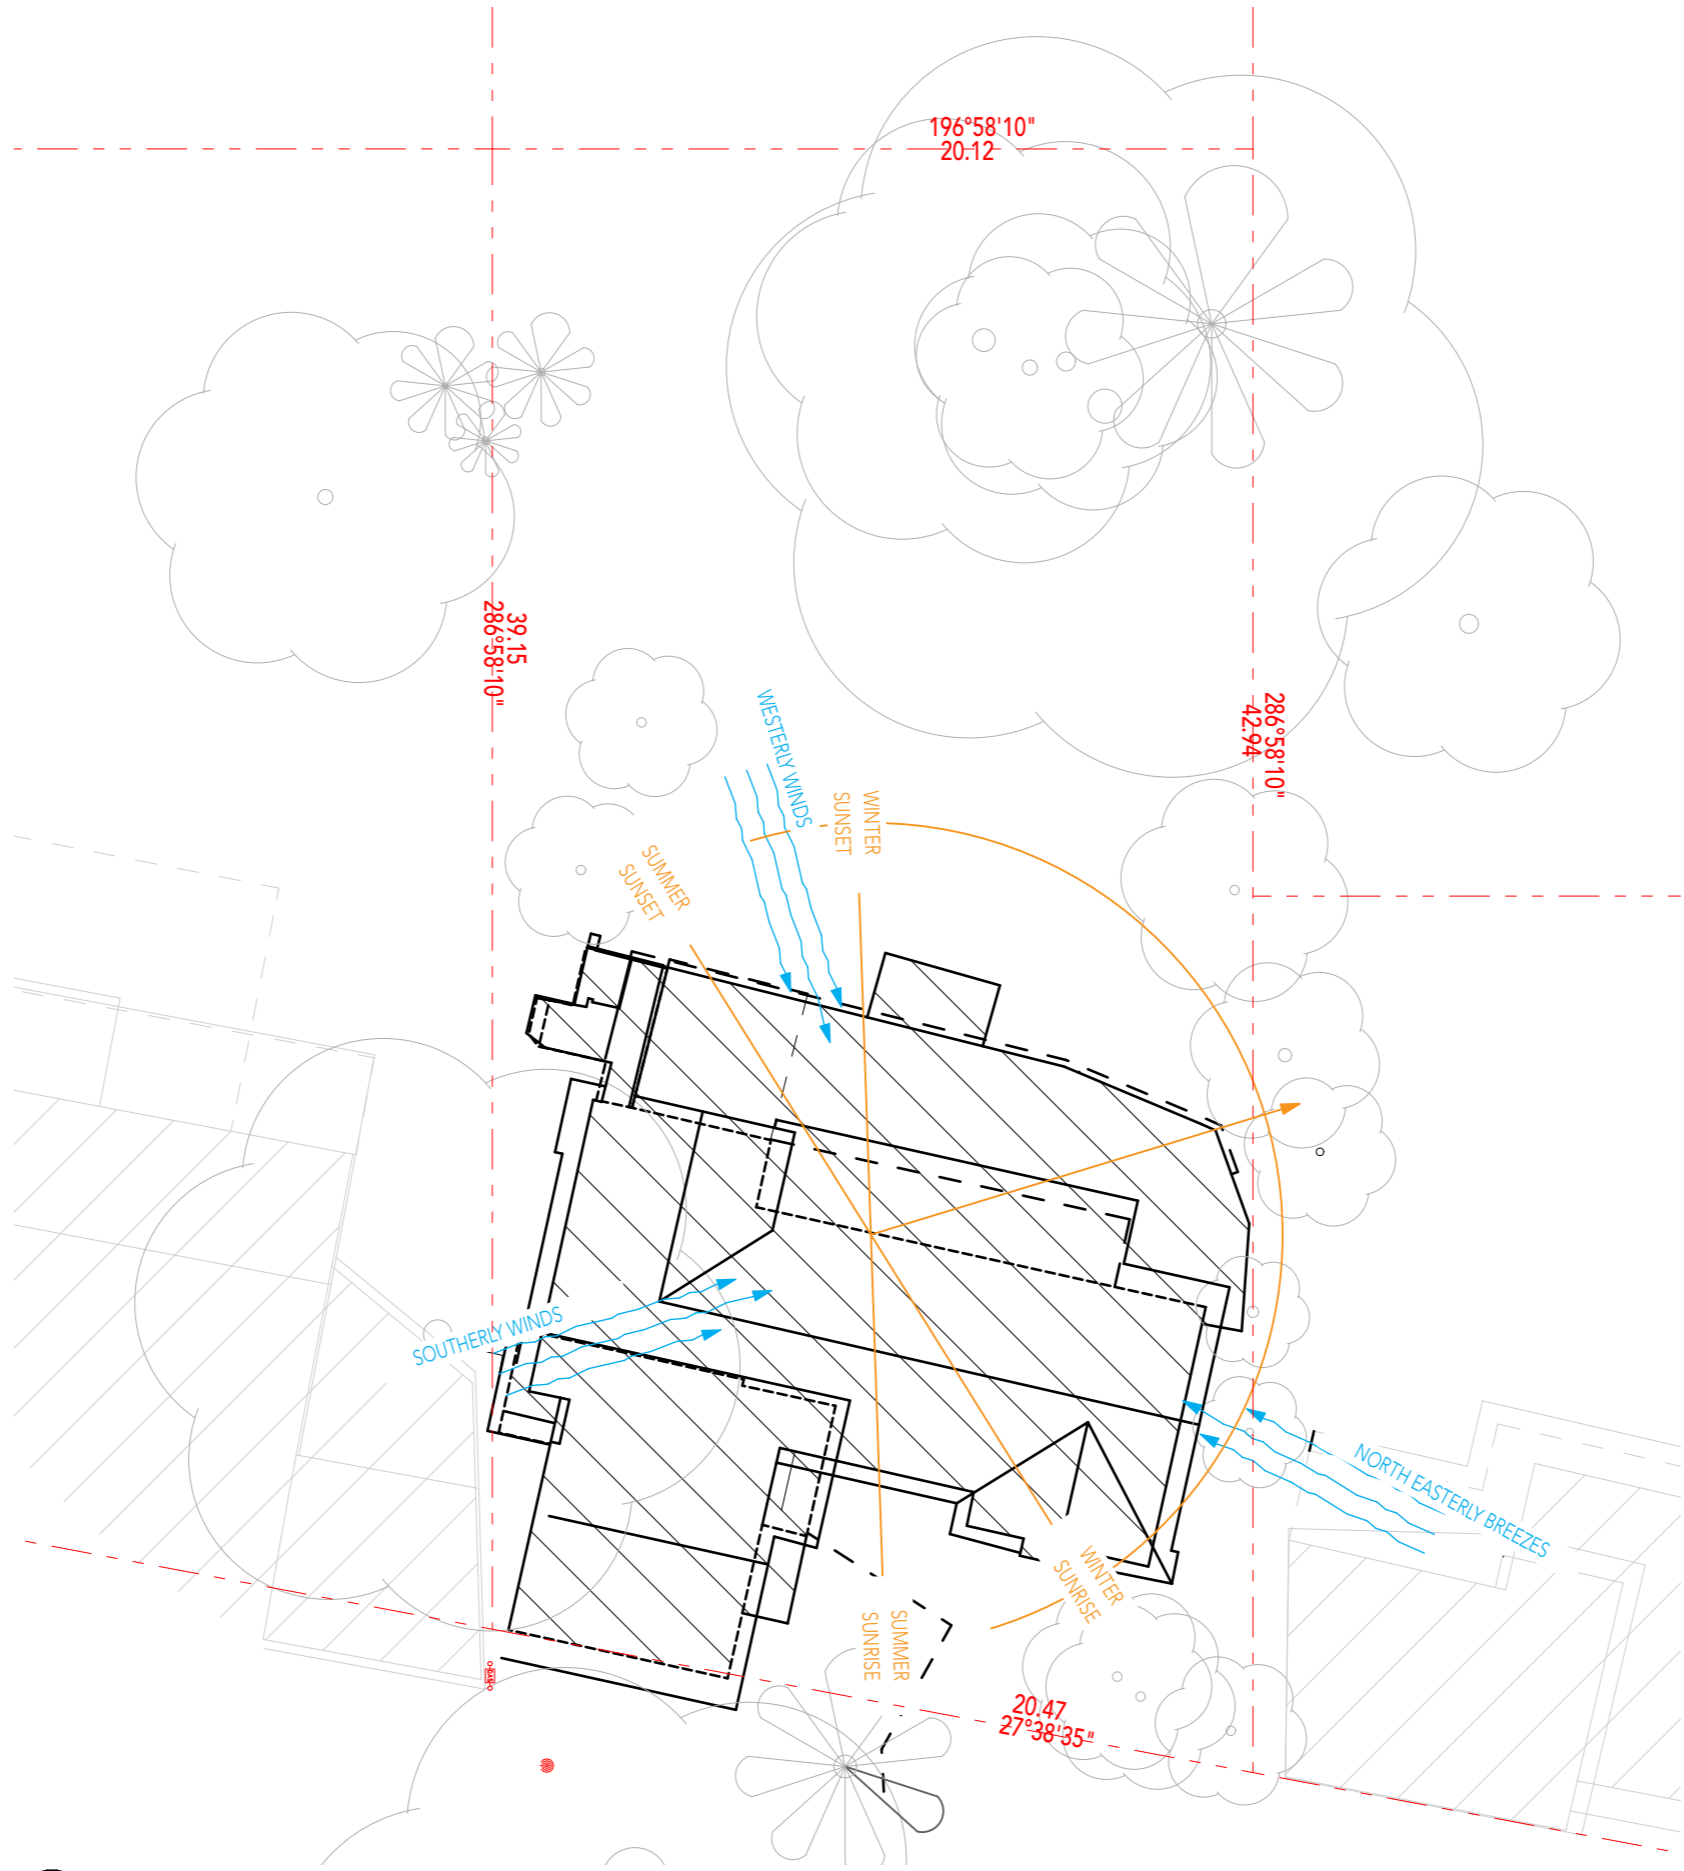 196°58'10"
20.12
39.15
286°58'10"
286°58'10"
42.94
WESTERLY WINDS
WINTER
SUNSET
SUMMER
SUNSET
SOUTHERLY WINDS
NORTH EASTERLY BREEZES
WINTER
SUNRISE
SUMMER
SUNRISE
20.47
27°38'35"